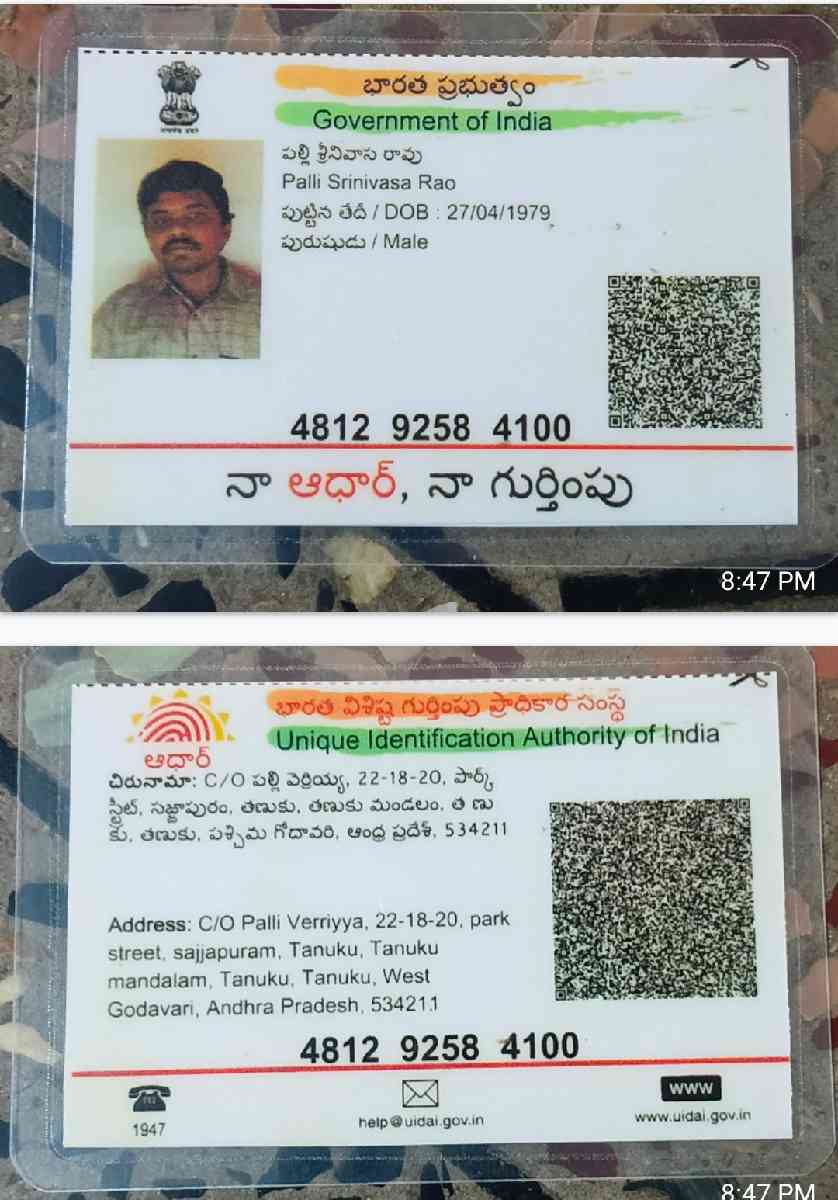 భారత ప్రభుత్వం
Government of India
పల్లి శ్రీనివాస రావు
Palli Srinivasa Rao
పుట్టిన తేదీ / DOB : 27/04/1979
పురుషుడు / Male
4812 9258 4100
నా ఆధార్, నా గుర్తింపు
8:47 PM
భారత విశిష్ట గుర్తింపు ప్రాధికార సంస్థ
Unique Identification Authority of India
ఆధార్
చిరునామా: C/O పల్లి వెర్రియ్య, 22-18-20, పార్క్
స్ట్రీట్, సజ్జాపురం, తణుకు, తణుకు మండలం, త ణు
కు, తణుకు, పశ్చిమ గోదావరి, ఆంధ్ర ప్రదేశ్, 534211
Address: C/O Palli Verriyya, 22-18-20, park
street, sajjapuram, Tanuku, Tanuku
mandalam, Tanuku, Tanuku, West
Godavari, Andhra Pradesh, 534211
4812 9258 4100
1947
help@uidai.gov.in
www
www.uidai.gov.in
8:47 PM